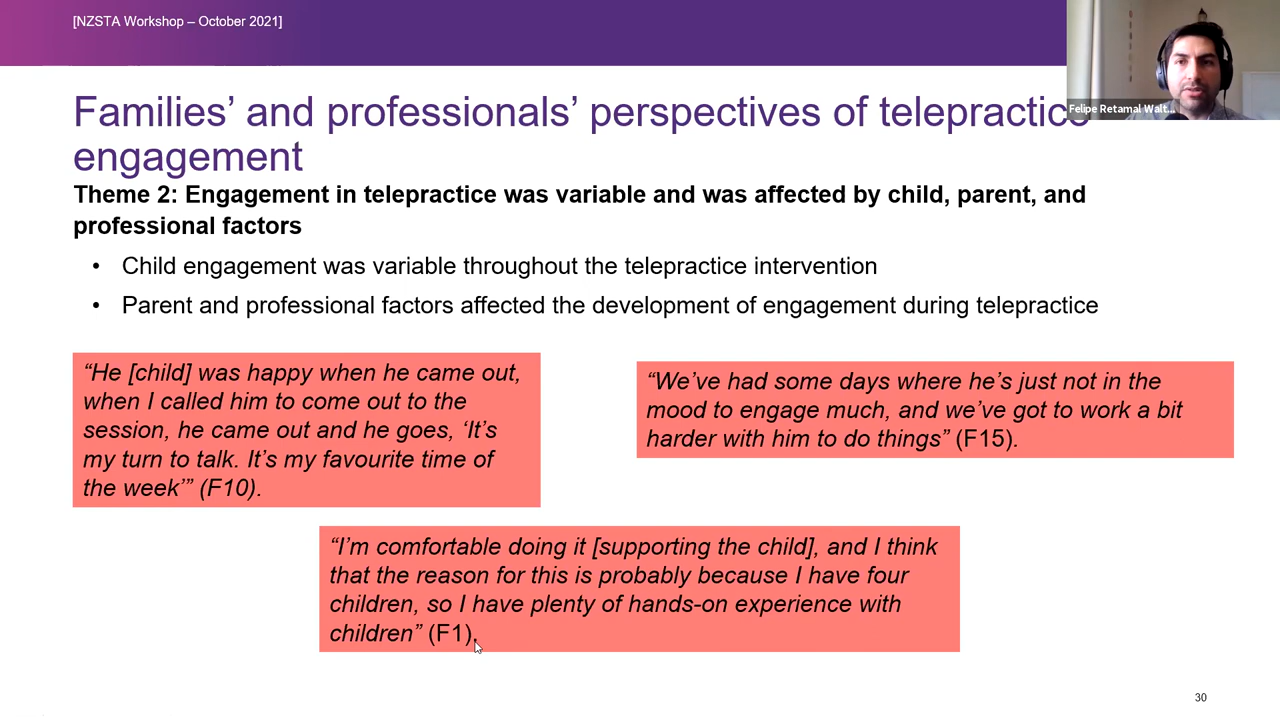 [NZSTA Workshop – October 2021]
Felipe Retamal Walt...
Families’ and professionals’ perspectives of telepractice
engagement
Theme 2: Engagement in telepractice was variable and was affected by child, parent, and
professional factors
• Child engagement was variable throughout the telepractice intervention
• Parent and professional factors affected the development of engagement during telepractice
“He [child] was happy when he came out,
when I called him to come out to the
session, he came out and he goes, ‘It’s
my turn to talk. It’s my favourite time of
the week’” (F10).
“We’ve had some days where he’s just not in the
mood to engage much, and we’ve got to work a bit
harder with him to do things” (F15).
“I’m comfortable doing it [supporting the child], and I think
that the reason for this is probably because I have four
children, so I have plenty of hands-on experience with
children” (F1).
30